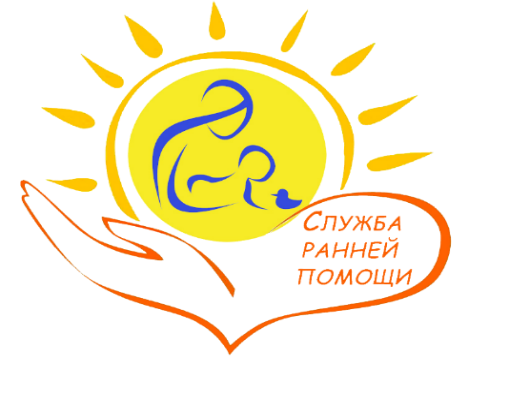 Служба
ранней
помощи